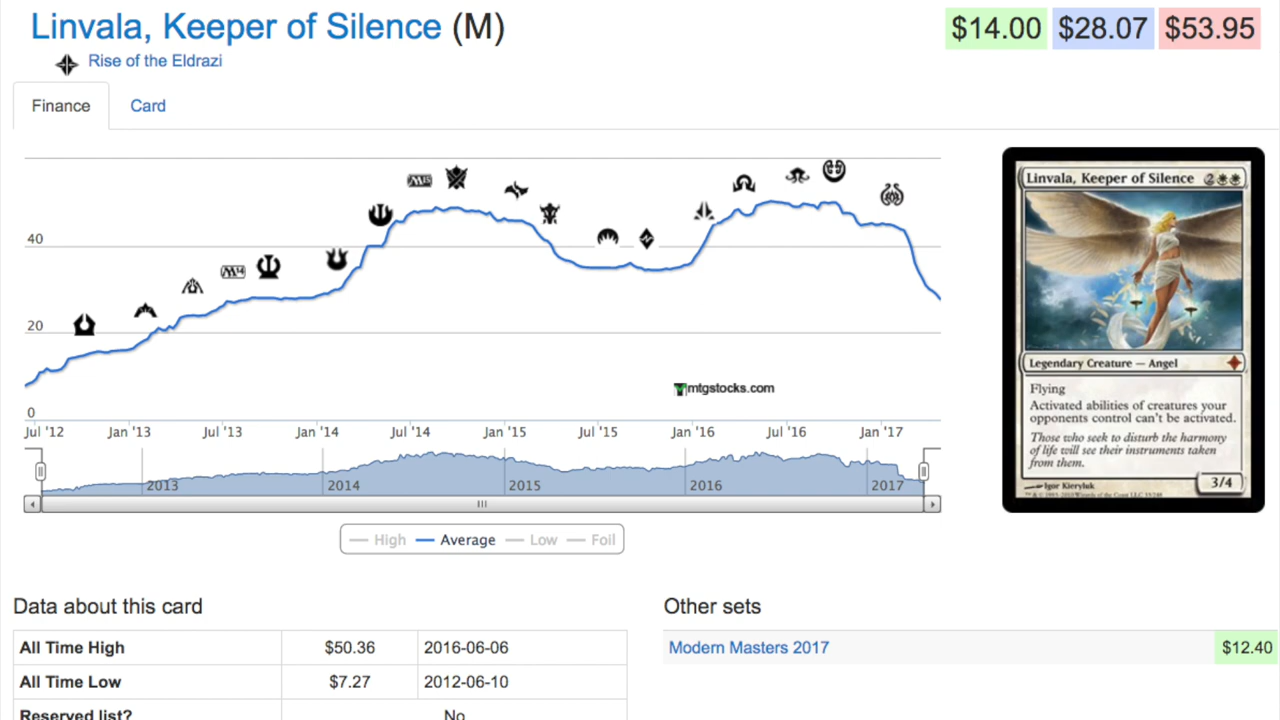 Linvala, Keeper of Silence (M)
$14.00 $28.07 $53.95
Rise of the Eldrazi
Finance Card
M15
M14
40
20
0
mtgstocks.com
Jul '12 Jan '13 Jul '13 Jan '14 Jul '14 Jan '15 Jul '15 Jan '16 Jul '16 Jan '17
2013 2014 2015 2016 2017
High Average Low Foil
Linvala, Keeper of Silence 2
Legendary Creature — Angel
Flying
Activated abilities of creatures your
opponents control can't be activated.
Those who seek to disturb the harmony
of life will see their instruments taken
from them.
Igor Kieryluk
3/4
Data about this card
All Time High $50.36 2016-06-06
All Time Low $7.27 2012-06-10
Reserved list? No
Other sets
Modern Masters 2017 $12.40